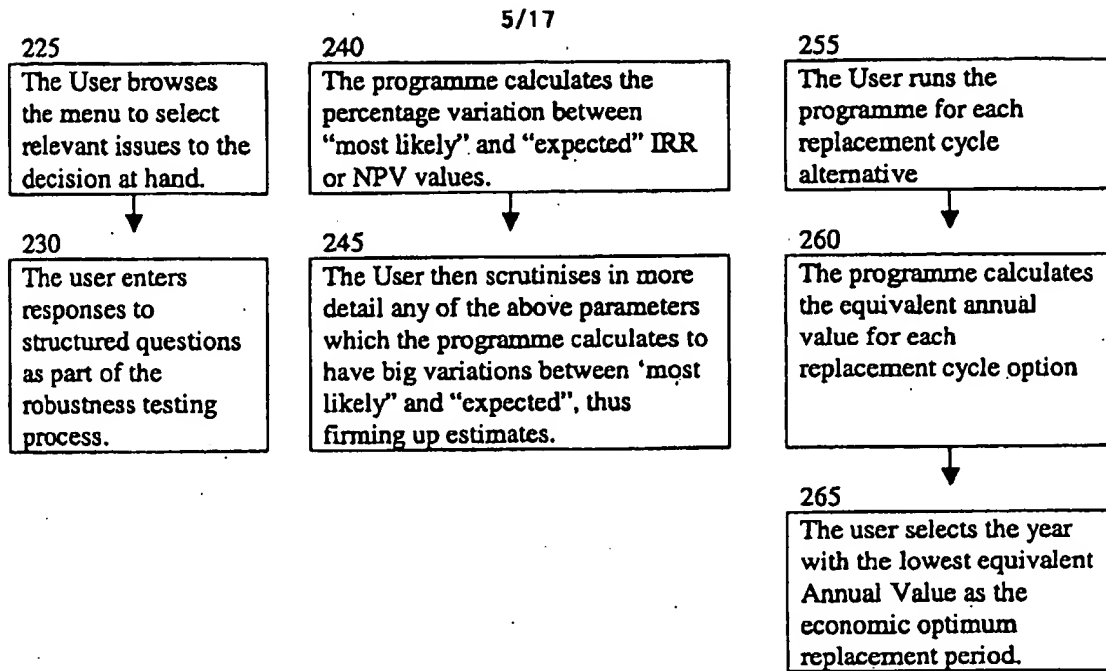 5/17
225
The User browses
the menu to select
relevant issues to the
decision at hand.
230
The user enters
responses to
structured questions
as part of the
robustness testing
process.
240
The programme calculates the
percentage variation between
“most likely” and “expected” IRR
or NPV values.
245
The User then scrutinises in more
detail any of the above parameters
which the programme calculates to
have big variations between ‘most
likely” and “expected”, thus
firming up estimates.
255
The User runs the
programme for each
replacement cycle
alternative
260
The programme calculates
the equivalent annual
value for each
replacement cycle option
265
The user selects the year
with the lowest equivalent
Annual Value as the
economic optimum
replacement period.